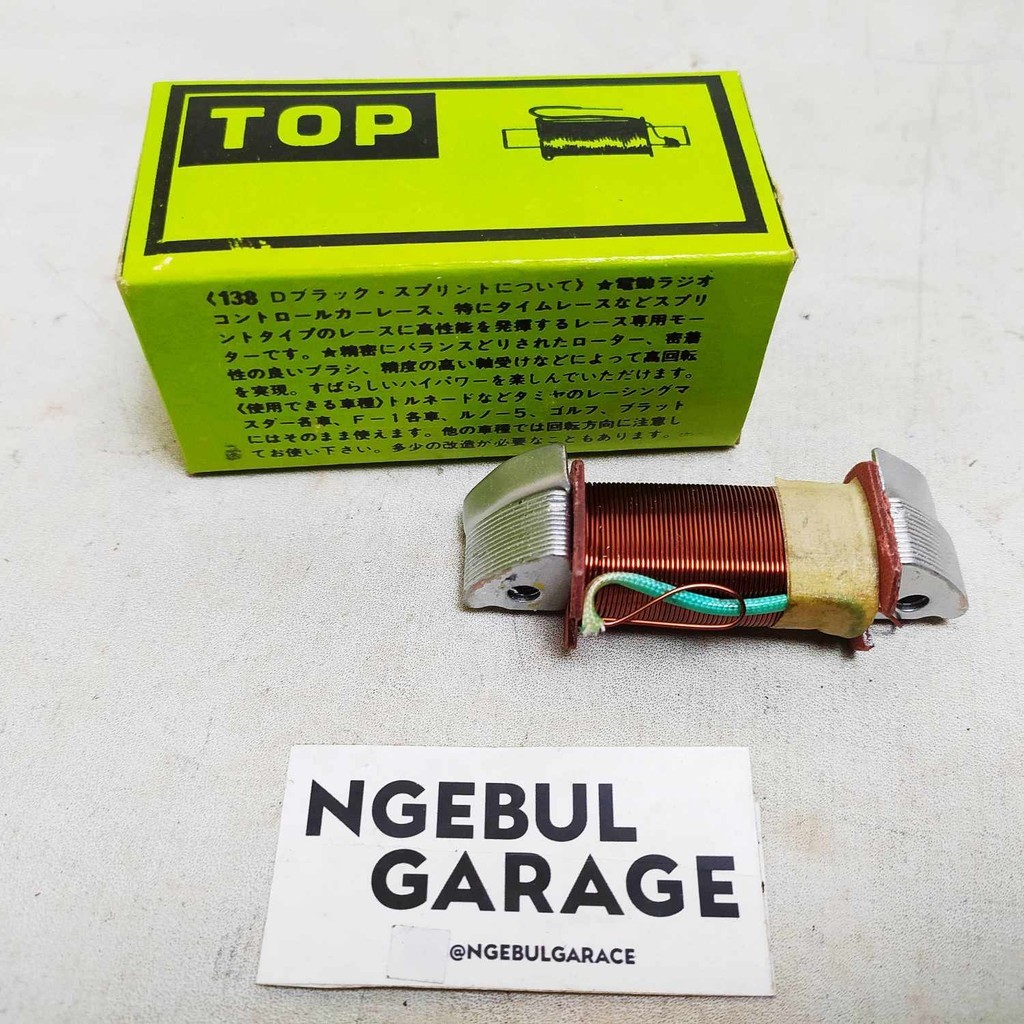 TOP
〈138 Dブラック・スプリントについて〉★電動ラジオ
コントロールカーレース、特にタイムレースなどスプリ
ントタイプのレースに高性能を発揮するレース専用モー
ターです。★精密にバランスどりされたローター、密着
性の良いブラシ、精度の高い軸受けなどによって高回転
を実現。すばらしいハイパワーを楽しんでいただけます。
〈使用できる車種〉トルネードなどタミヤのレーシングマ
スター各車、F-1各車、ルノー5、ゴルフ、ブラット
にはそのまま使えます。他の車種では回転方向に注意し
てお使い下さい。多少の改造が必要なこともあります。
NGEBUL
GARAGE
@NGEBULGARACE